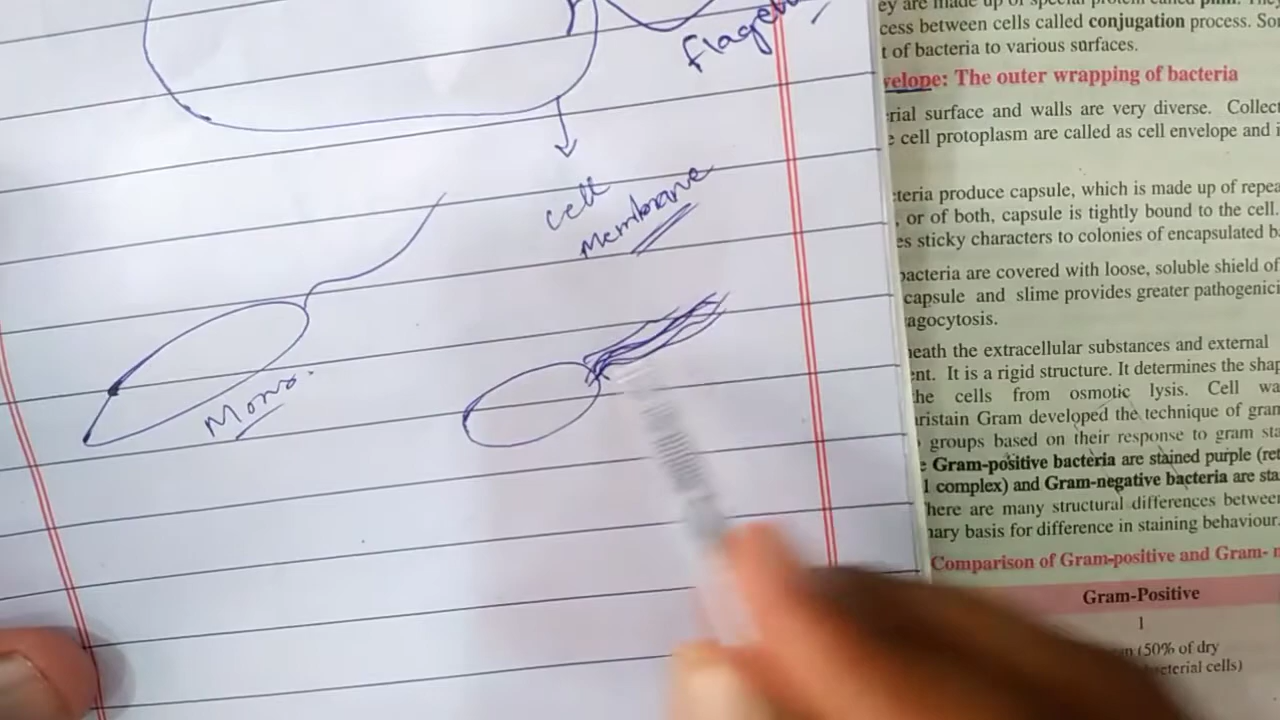 Flagel
cell
Membrane
Mono.
ey are made up of special protein called pilin. They
cess between cells called conjugation process. So
t of bacteria to various surfaces.
velope: The outer wrapping of bacteria
rial surface and walls are very diverse. Collect
e cell protoplasm are called as cell envelope and i
teria produce capsule, which is made up of repea
, or of both, capsule is tightly bound to the cell.
es sticky characters to colonies of encapsulated b
bacteria are covered with loose, soluble shield of
capsule and slime provides greater pathogenici
agocytosis.
eath the extracellular substances and external
ent. It is a rigid structure. It determines the shap
the cells from osmotic lysis. Cell wa
ristain Gram developed the technique of gram
groups based on their response to gram sta
e Gram-positive bacteria are stained purple (ret
l complex) and Gram-negative bacteria are sta
here are many structural differences between
nary basis for difference in staining behaviour.
Comparison of Gram-positive and Gram- n
Gram-Positive
1
an (50% of dry
bacterial cells)